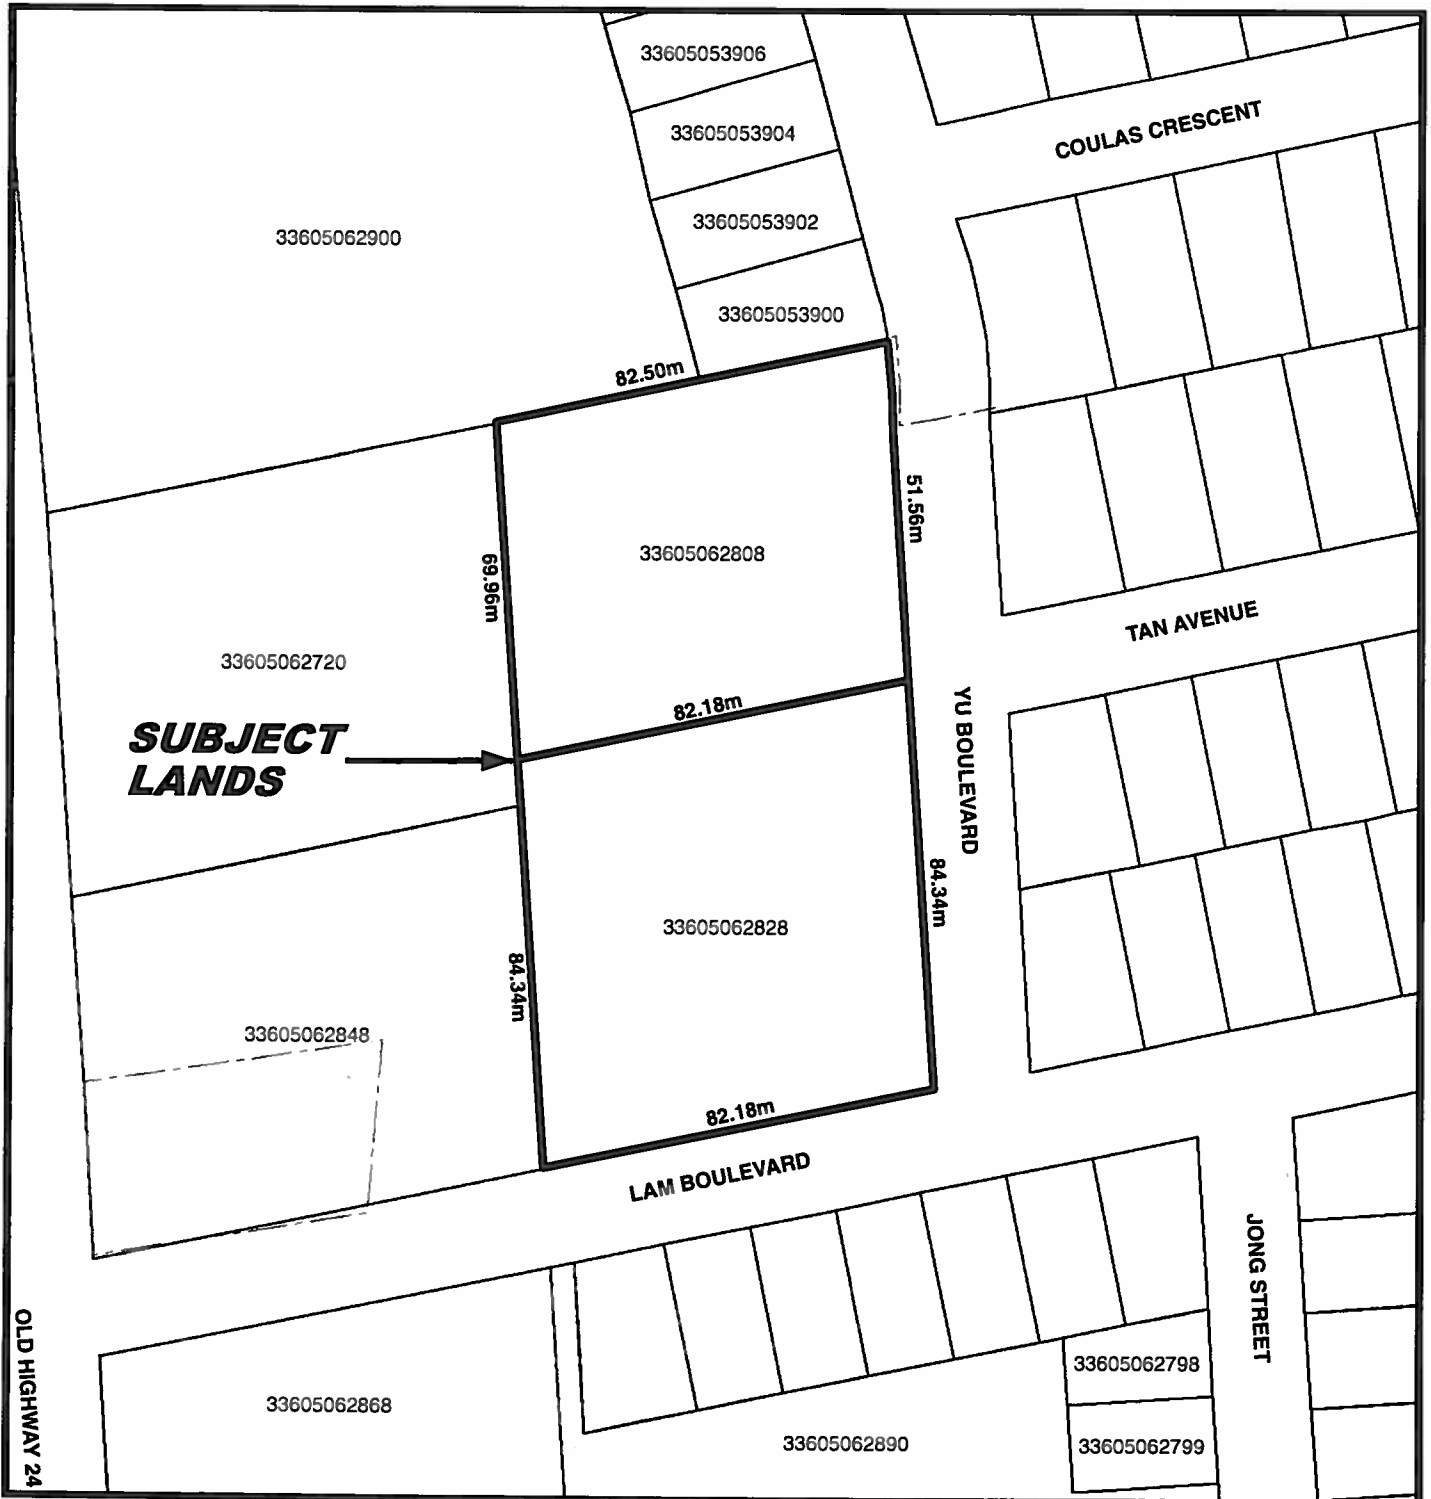 33605053906
COULAS CRESCENT
33605053904
33605053902
33605062900
33605053900
82.50m
51.56m
33605062808
69.96m
TAN AVENUE
33605062720
82.18m
YU BOULEVARD
SUBJECT
LANDS
84.34m
33605062828
84.34m
33605062848
82.18m
LAM BOULEVARD
JONG STREET
OLD HIGHWAY 24
33605062798
33605062868
33605062890
33605062799